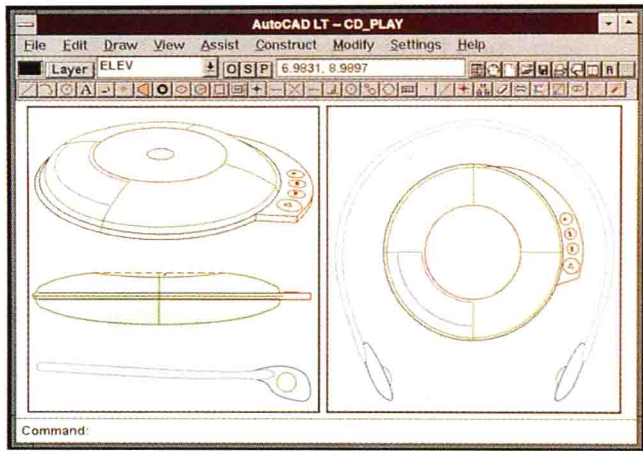 AutoCAD LT – CD_PLAY
File Edit Draw View Assist Construct Modify Settings Help
Layer ELEV O S P 6.9831, 8.9897 R
A
Command: